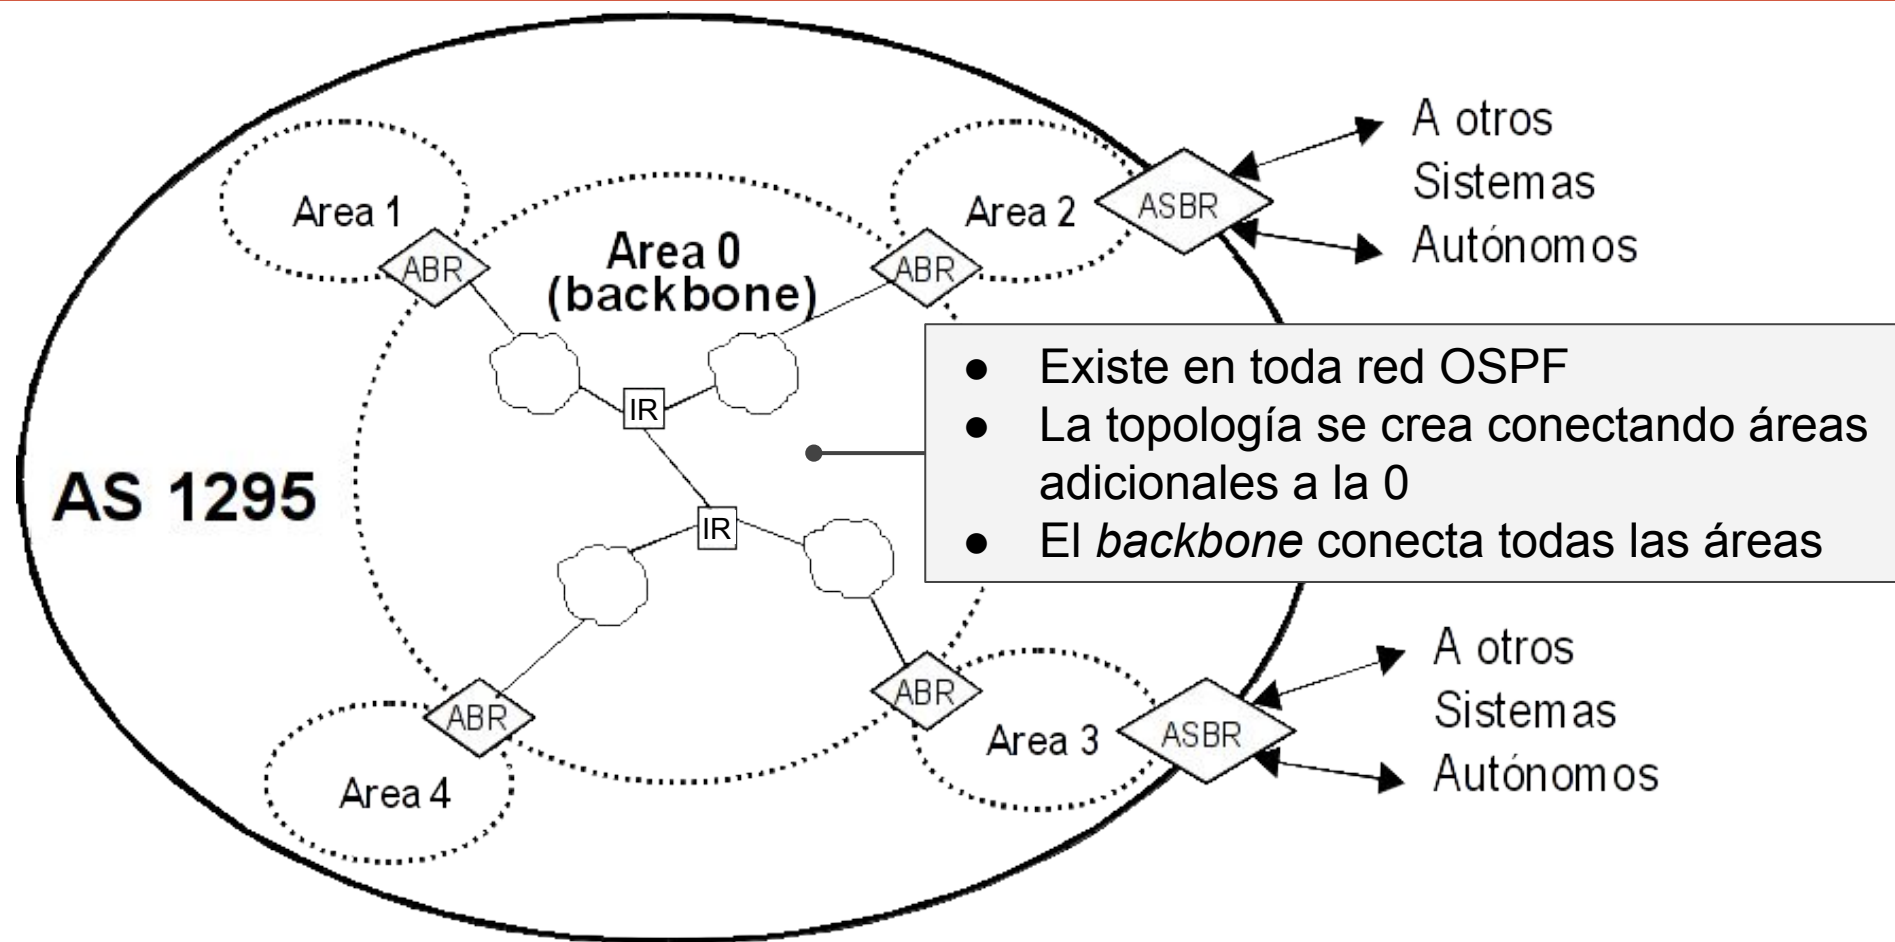 A otros
Sistemas
Autónomos
Area 1
Area 2
ASBR
Area 0
(backbone)
ABR
ABR
● Existe en toda red OSPF
● La topología se crea conectando áreas
adicionales a la 0
● El backbone conecta todas las áreas
IR
AS 1295
IR
A otros
Sistemas
Autónomos
ABR
ABR
Area 3
ASBR
Area 4